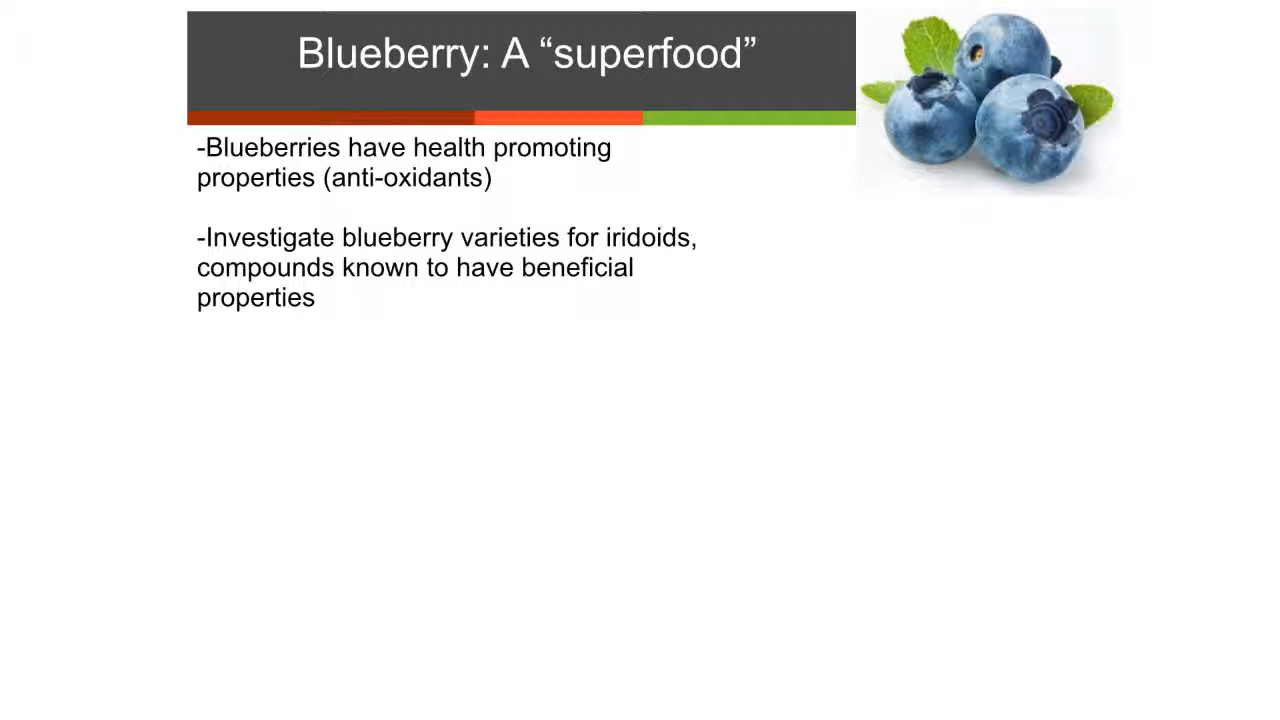 Blueberry: A “superfood”
-Blueberries have health promoting
properties (anti-oxidants)
-Investigate blueberry varieties for iridoids,
compounds known to have beneficial
properties